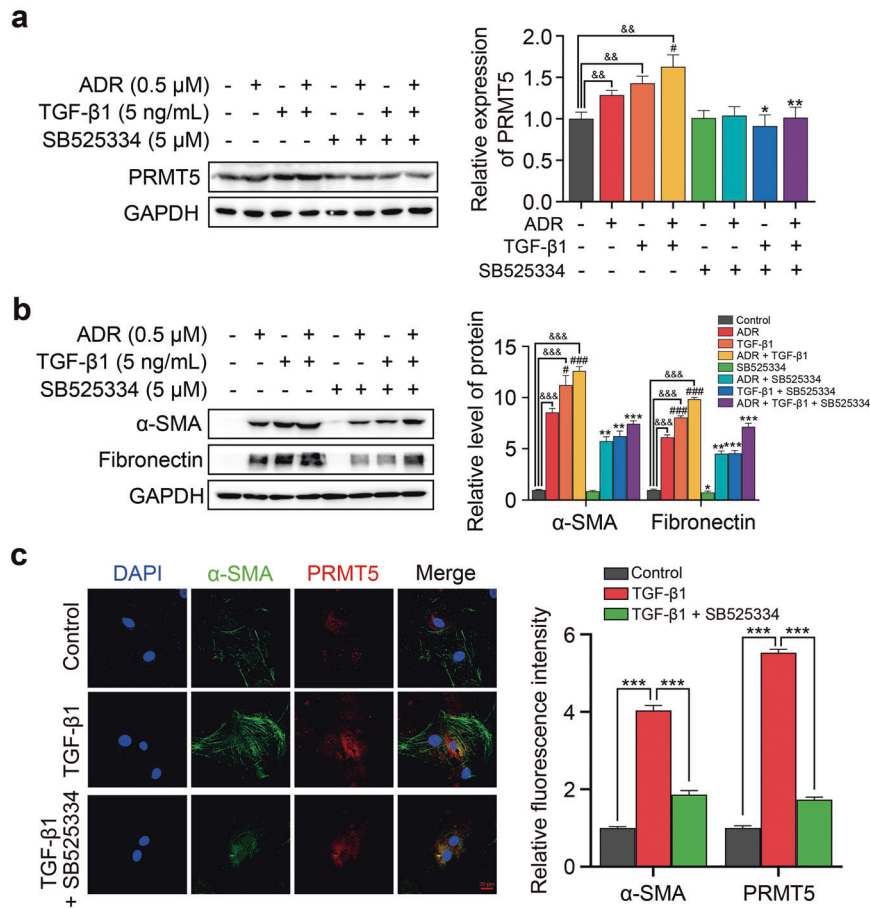 a
ADR (0.5 μM) - + - + - + - +
TGF-β1 (5 ng/mL) - - + + - - + +
SB525334 (5 μM) - - - - + + + +
PRMT5
GAPDH
Relative expression
of PRMT5
2.0
1.5
1.0
0.5
0.0
&&
&&
&&
#
*
**
ADR - + - + - + - +
TGF-β1 - - + + - - + +
SB525334 - - - - + + + +
b
ADR (0.5 μM) - + - + - + - +
TGF-β1 (5 ng/mL) - - + + - - + +
SB525334 (5 μM) - - - - + + + +
α-SMA
Fibronectin
GAPDH
Relative level of protein
15
10
5
0
&&&
&&& ###
#
&&&
** ** ***
&&&
&&& ###
###
&&&
*
** *** ***
α-SMA Fibronectin
Control
ADR
TGF-β1
ADR + TGF-β1
SB525334
ADR + SB525334
TGF-β1 + SB525334
ADR + TGF-β1 + SB525334
c
DAPI α-SMA PRMT5 Merge
Control
TGF-β1
TGF-β1
+ SB525334
20 μm
Control
TGF-β1
TGF-β1 + SB525334
Relative fluorescence intensity
8
6
4
2
0
*** ***
*** ***
α-SMA PRMT5